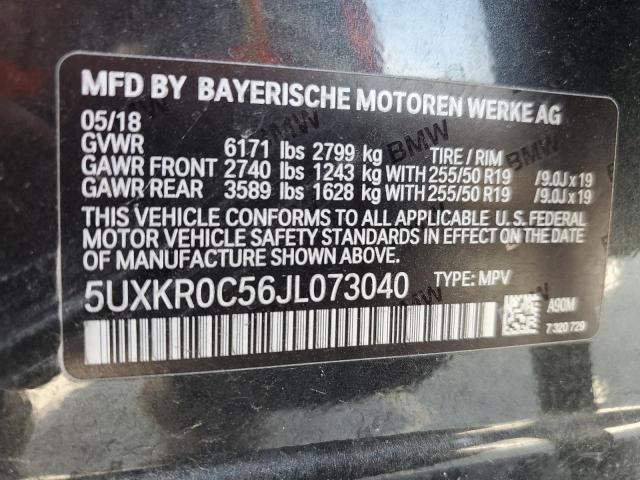 MFD BY BAYERISCHE MOTOREN WERKE AG
05/18
GVWR 6171 lbs 2799 kg TIRE / RIM
GAWR FRONT 2740 lbs 1243 kg WITH 255/50 R19 /9.0J x 19
GAWR REAR 3589 lbs 1628 kg WITH 255/50 R19 /9.0J x 19
THIS VEHICLE CONFORMS TO ALL APPLICABLE U.S. FEDERAL
MOTOR VEHICLE SAFETY STANDARDS IN EFFECT ON THE DATE
OF MANUFACTURE SHOWN ABOVE.
5UXKR0C56JL073040 TYPE: MPV
A90M
7 320 729